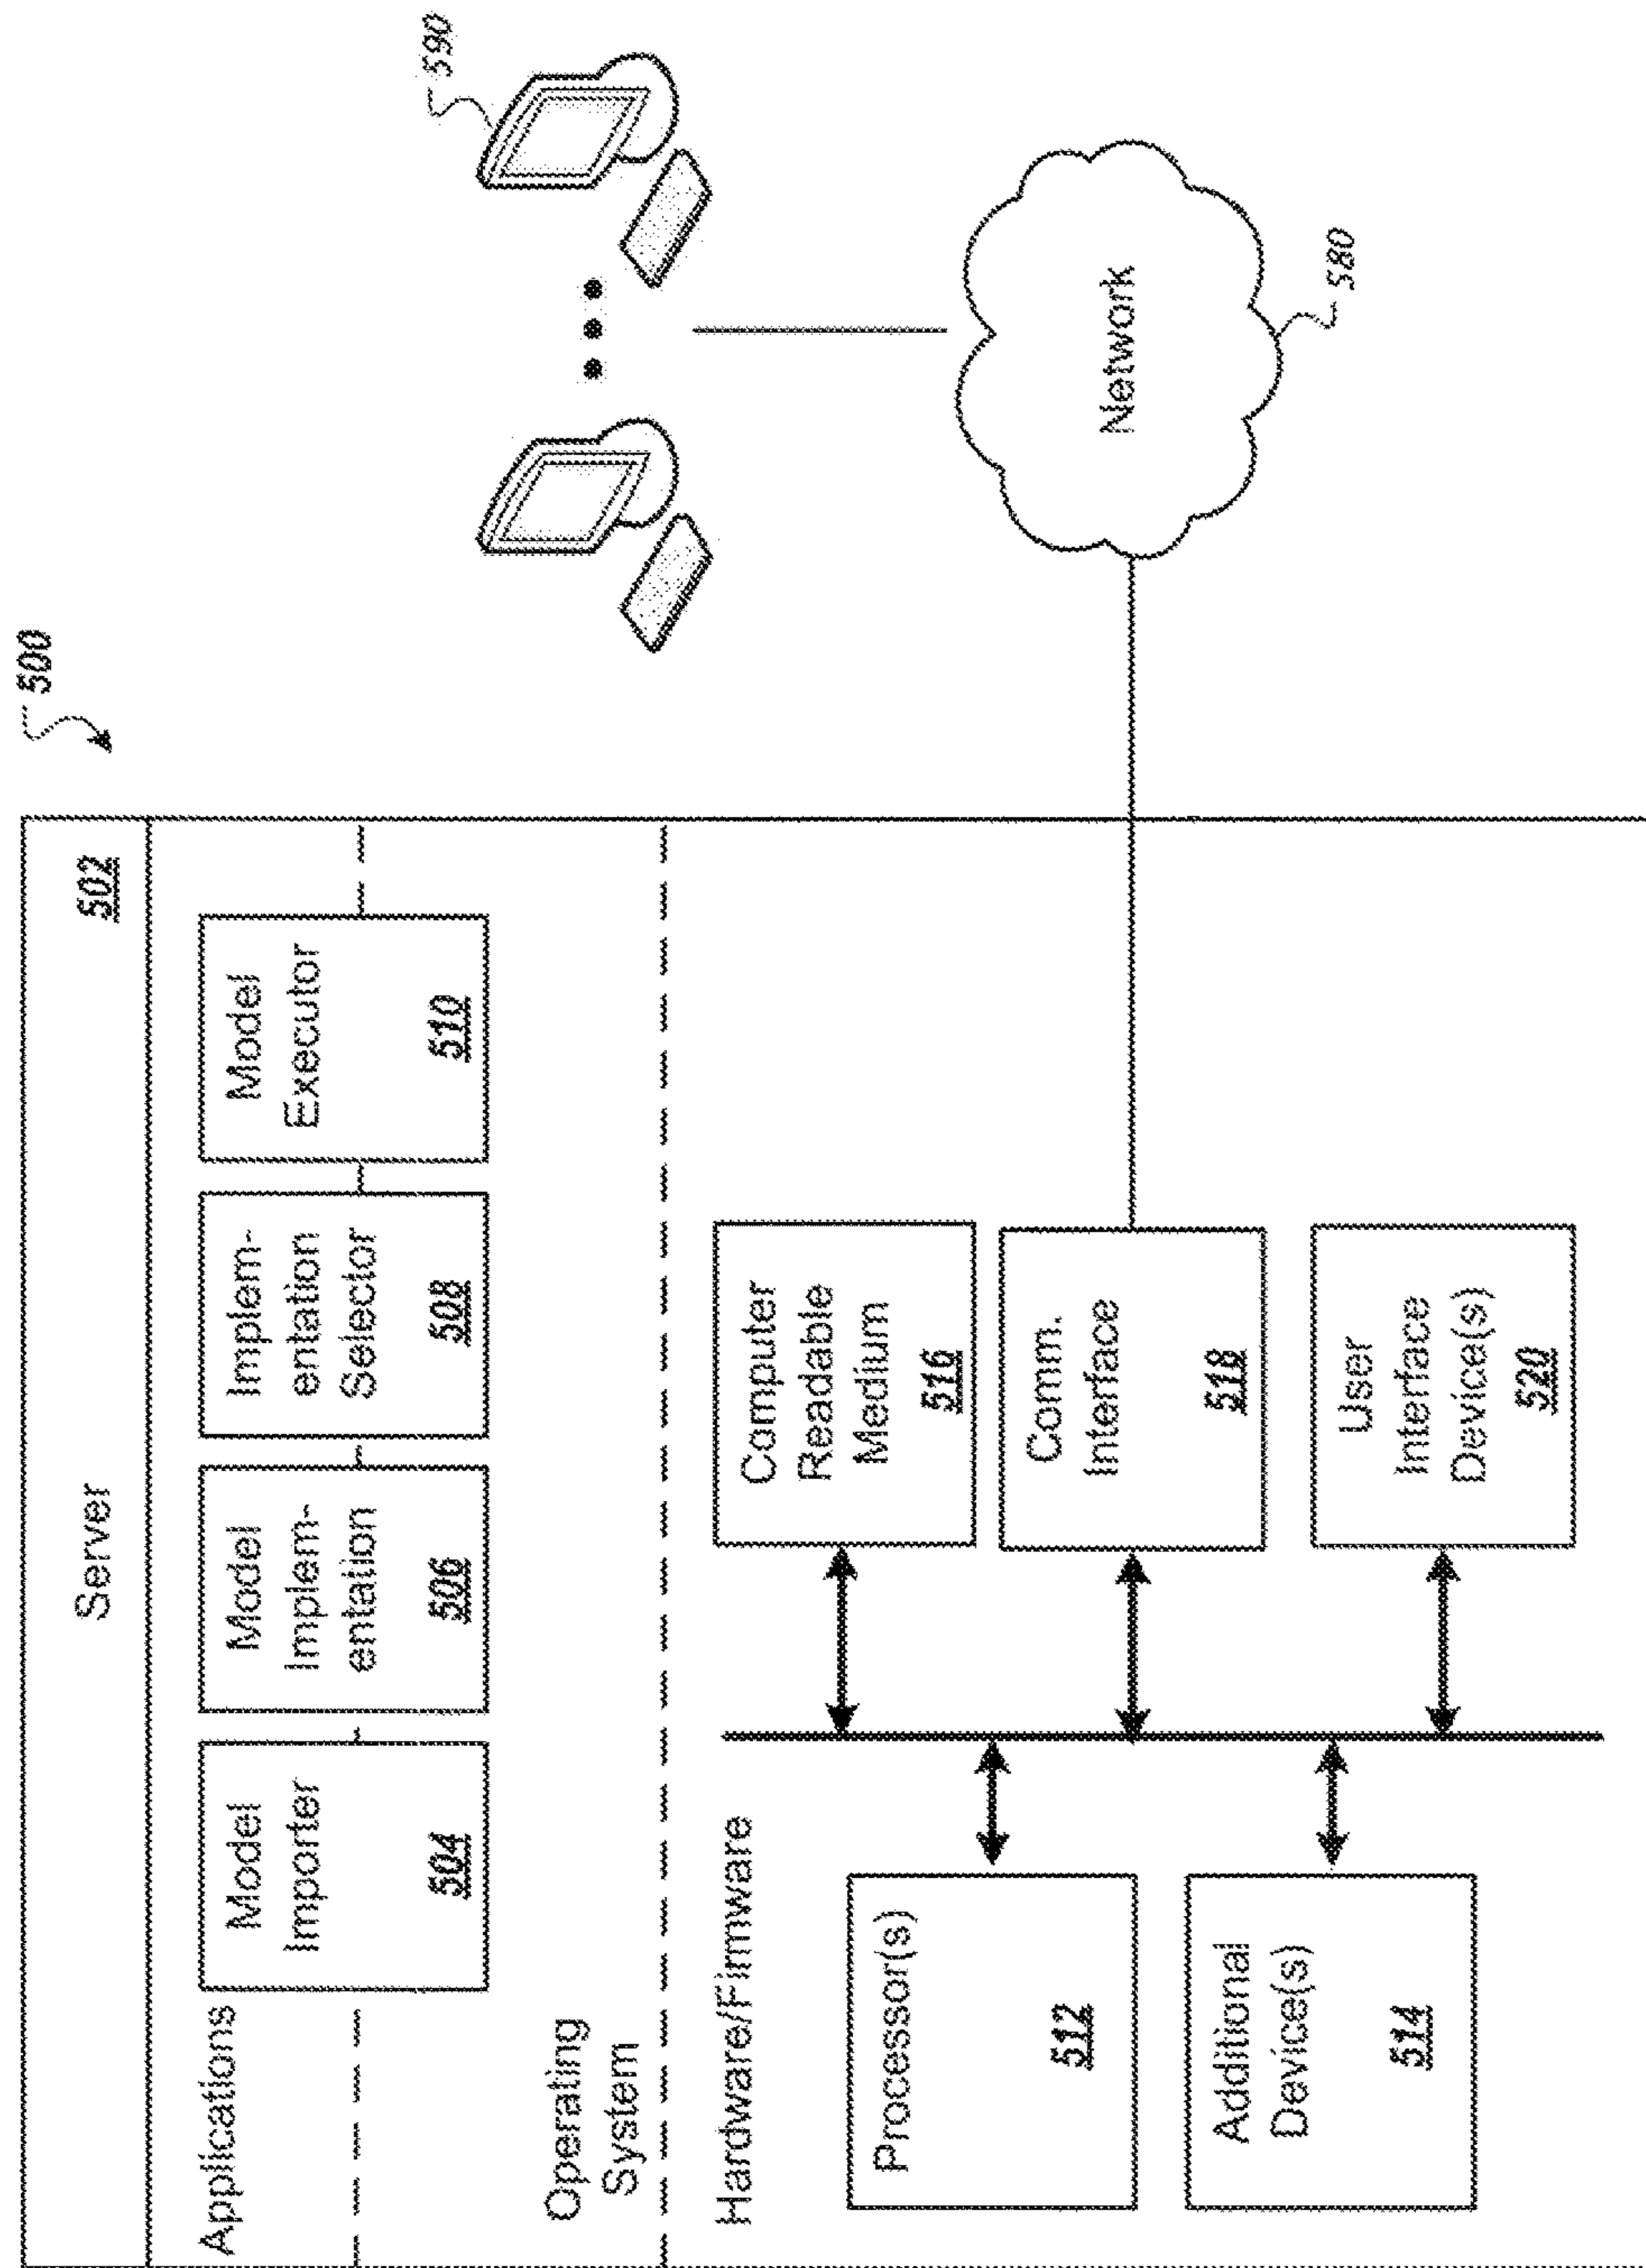 500
Server
502
Applications
Model
Importer
504
Model
Implem-
entation
506
Implem-
entation
Selector
508
Model
Executor
510
Operating
System
Hardware/Firmware
Processor(s)
512
Additional
Device(s)
514
Computer
Readable
Medium
516
Comm.
Interface
518
User
Interface
Device(s)
520
590
Network
580